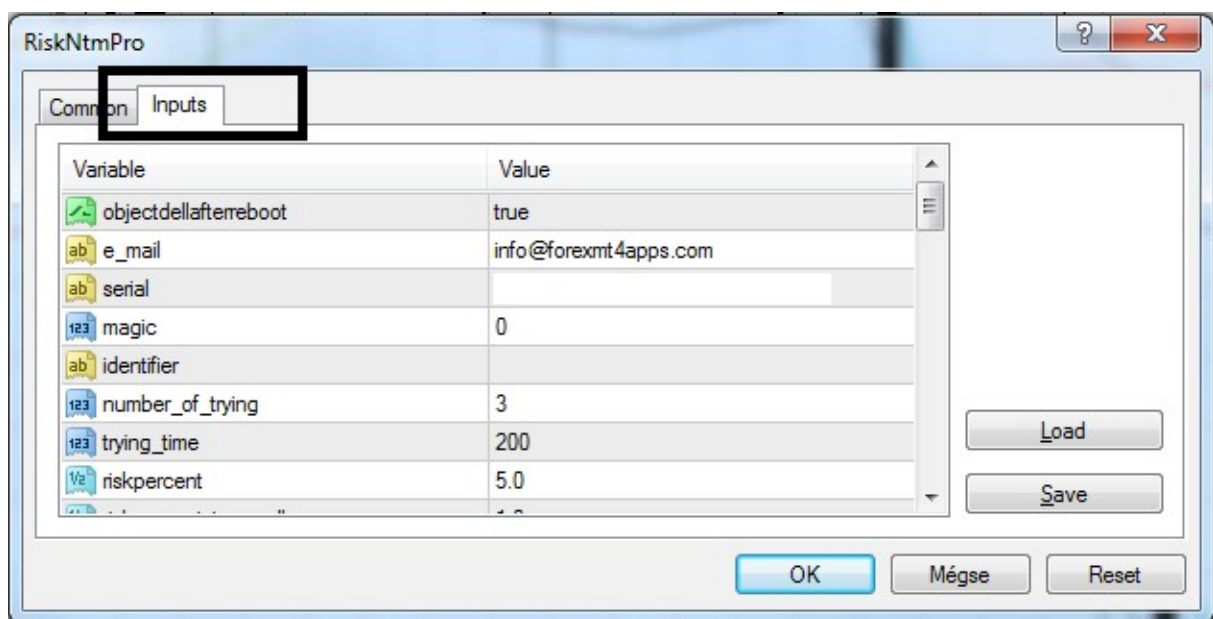 RiskNtmPro
Common Inputs
Variable Value
objectdellafterreboot true
e_mail info@forexmt4apps.com
serial
magic 0
identifier
number_of_trying 3
trying_time 200
riskpercent 5.0
Load
Save
OK Mégse Reset